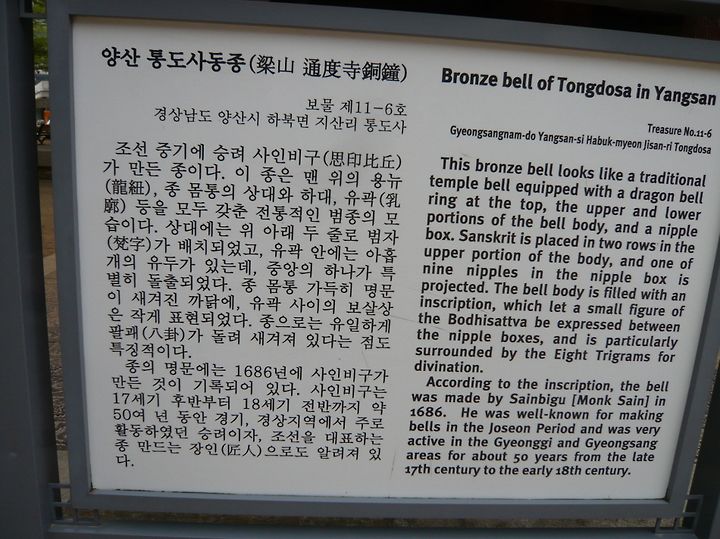 양산 통도사동종(梁山 通度寺銅鐘)
보물 제11-6호
경상남도 양산시 하북면 지산리 통도사
조선 중기에 승려 사인비구(思印比丘)
가 만든 종이다. 이 종은 맨 위의 용뉴
(龍紐), 종 몸통의 상대와 하대, 유곽(乳
廓) 등을 모두 갖춘 전통적인 범종의 모
습이다. 상대에는 위 아래 두 줄로 범자
(梵字)가 배치되었고, 유곽 안에는 아홉
개의 유두가 있는데, 중앙의 하나가 특
별히 돌출되었다. 종 몸통 가득히 명문
이 새겨진 까닭에, 유곽 사이의 보살상
은 작게 표현되었다. 종으로는 유일하게
팔괘(八卦)가 돌려 새겨져 있다는 점도
특징적이다.
종의 명문에는 1686년에 사인비구가
만든 것이 기록되어 있다. 사인비구는
17세기 후반부터 18세기 전반까지 약
50여 년 동안 경기, 경상지역에서 주로
활동하였던 승려이자, 조선을 대표하는
종 만드는 장인(匠人)으로도 알려져 있
다.
Bronze bell of Tongdosa in Yangsan
Treasure No.11-6
Gyeongsangnam-do Yangsan-si Habuk-myeon Jisan-ri Tongdosa
This bronze bell looks like a traditional
temple bell equipped with a dragon bell
ring at the top, the upper and lower
portions of the bell body, and a nipple
box. Sanskrit is placed in two rows in the
upper portion of the body, and one of
nine nipples in the nipple box is
projected. The bell body is filled with an
inscription, which let a small figure of
the Bodhisattva be expressed between
the nipple boxes, and is particularly
surrounded by the Eight Trigrams for
divination.
According to the inscription, the bell
was made by Sainbigu [Monk Sain] in
1686. He was well-known for making
bells in the Joseon Period and was very
active in the Gyeonggi and Gyeongsang
areas for about 50 years from the late
17th century to the early 18th century.